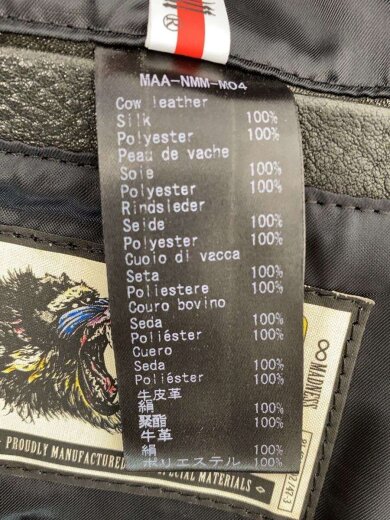 ®
MAA-NMM-M04
Cow leather
Silk 100%
Polyester 100%
Peau de vache
Soie 100%
Polyester 100%
Rindsleder
Seide 100%
Polyester 100%
Cuoio di vacca
Seta 100%
Poliestere 100%
Couro bovino
Seda 100%
Poliéster 100%
Cuero
Seda 100%
Poliéster 100%
牛皮革
絹 100%
聚酯 100%
牛革
絹 100%
ポリエステル 100%
∞ MADNESS
PROUDLY MANUFACTURED
SPECIAL MATERIALS